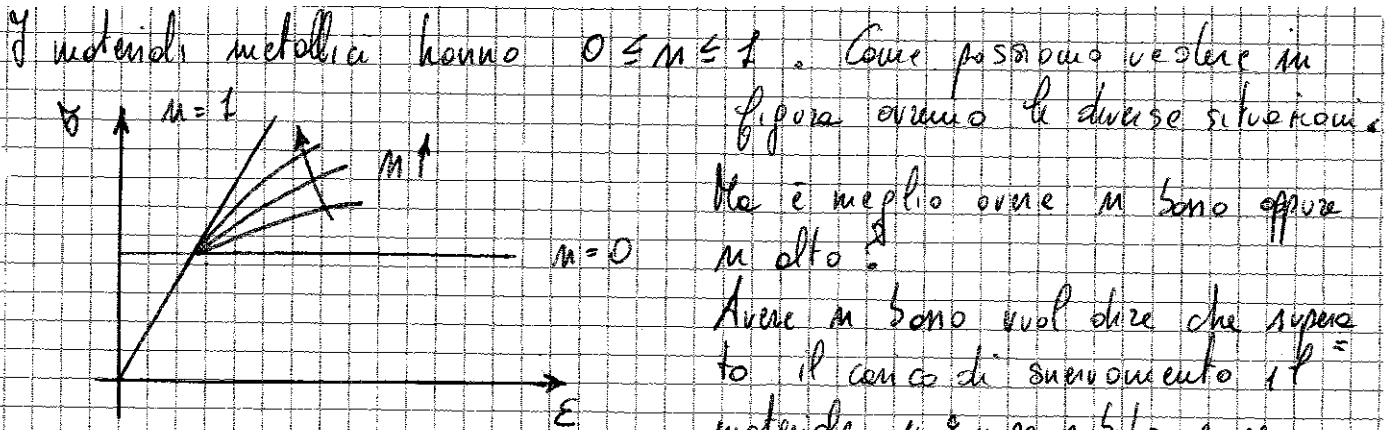 I materiali metallici hanno 0 ≤ n ≤ 1. Come possiamo vedere in
figura avremo le diverse situazioni.
σ
n = 1
n ↑
n = 0
ε
Ma è meglio avere n basso oppure
n alto?
Avere n basso vuol dire che supera=
to il carico di snervamento il
materiale